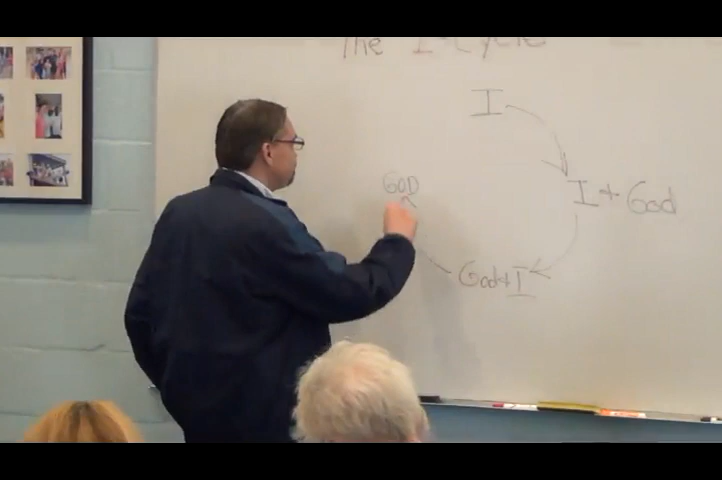 The I-Cycle
I
I + God
God + I
GOD